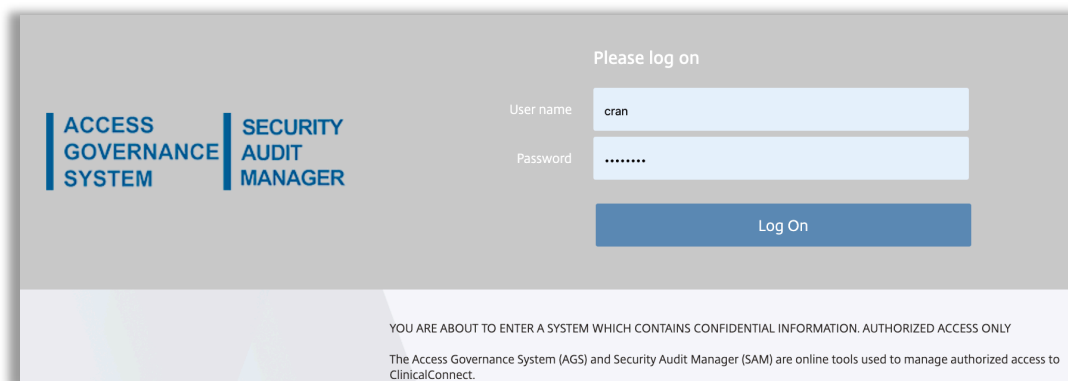 Please log on
User name
cran
Password
••••••••
ACCESS
GOVERNANCE
SYSTEM
SECURITY
AUDIT
MANAGER
Log On
YOU ARE ABOUT TO ENTER A SYSTEM WHICH CONTAINS CONFIDENTIAL INFORMATION. AUTHORIZED ACCESS ONLY
The Access Governance System (AGS) and Security Audit Manager (SAM) are online tools used to manage authorized access to
ClinicalConnect.